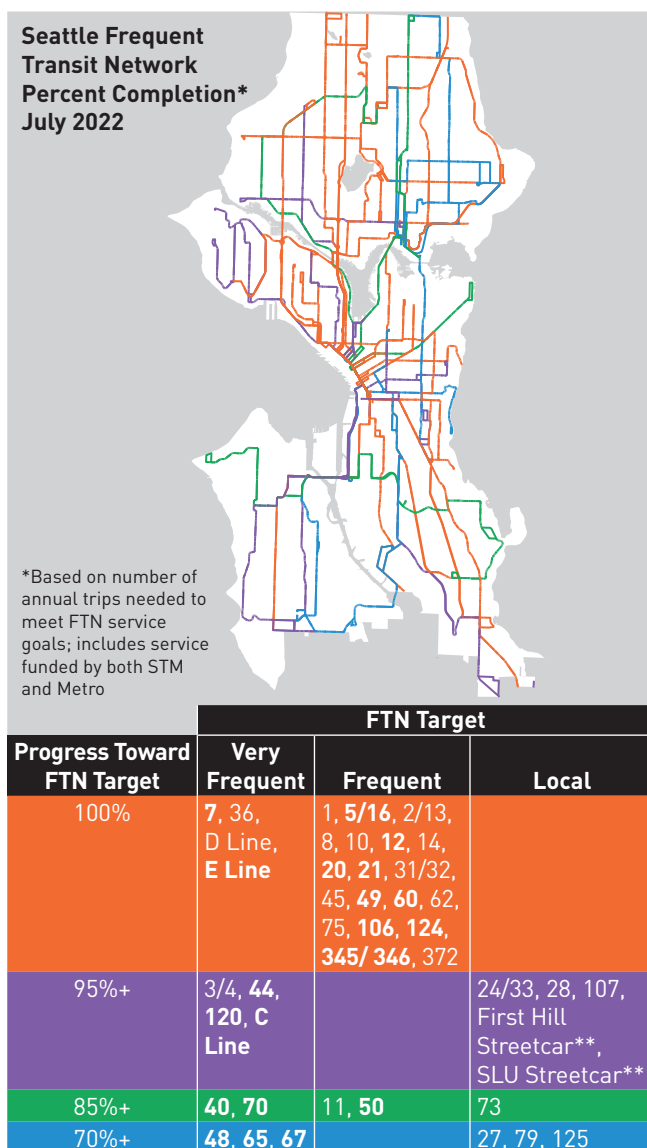 Seattle Frequent
Transit Network
Percent Completion*
July 2022
*Based on number of
annual trips needed to
meet FTN service
goals; includes service
funded by both STM
and Metro
FTN Target
Progress Toward
FTN Target
Very
Frequent
Frequent
Local
100%
7, 36,
D Line,
E Line
1, 5/16, 2/13,
8, 10, 12, 14,
20, 21, 31/32,
45, 49, 60, 62,
75, 106, 124,
345/ 346, 372
95%+
3/4, 44,
120, C
Line
24/33, 28, 107,
First Hill
Streetcar**,
SLU Streetcar**
85%+
40, 70
11, 50
73
70%+
48, 65, 67
27, 79, 125